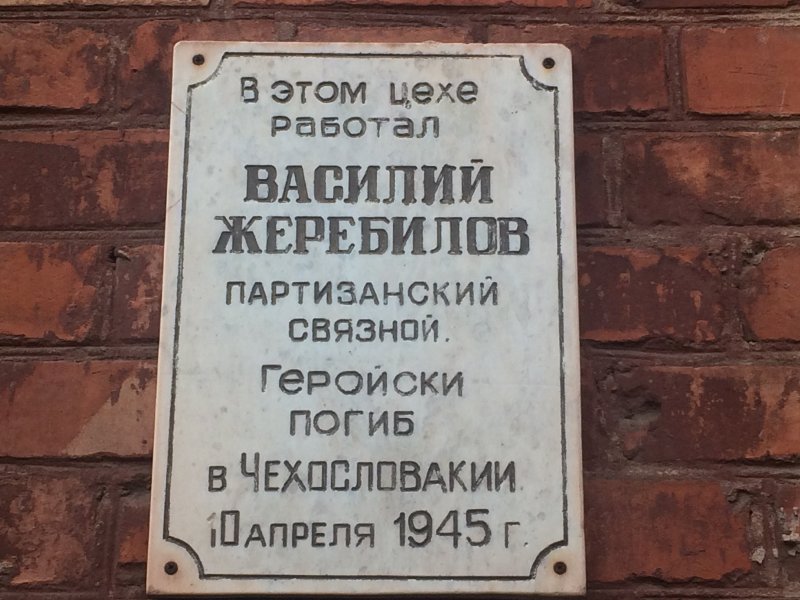 В этом цехе
работал
ВАСИЛИЙ
ЖЕРЕБИЛОВ
ПАРТИЗАНСКИЙ
СВЯЗНОЙ.
Геройски
погиб
в Чехословакии
10 апреля 1945 г.